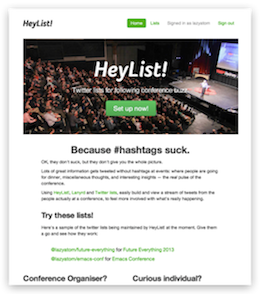 HeyList!
Home Lists Signed in as lazyatom Sign out
HeyList!
Twitter lists for following conference buzz.
Set up now!
Because #hashtags suck.
OK, they don't suck, but they don't give you the whole picture.
Lots of great information gets tweeted without hashtags at events; where people are going
for dinner, miscellaneous thoughts, and interesting insights — the real pulse of the
conference.
Using HeyList!, Lanyrd and Twitter lists, easily build and view a stream of tweets from the
people actually at a conference, to feel more involved with what's really happening.
Try these lists!
Here's a sample of the twitter lists being maintained by HeyList! at the moment. Give them
a go and see how they work:
@lazyatom/future-everything for Future Everything 2013
@lazyatom/emacs-conf for Emacs Conference
Conference Organiser? Curious individual?